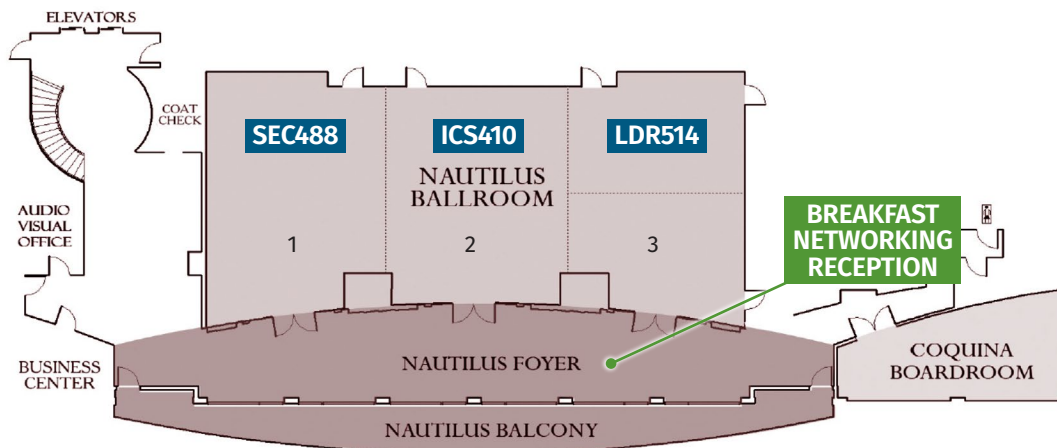 ELEVATORS
COAT
CHECK
SEC488
ICS410
LDR514
NAUTILUS
BALLROOM
AUDIO
VISUAL
OFFICE
1
2
3
BREAKFAST
NETWORKING
RECEPTION
BUSINESS
CENTER
NAUTILUS FOYER
COQUINA
BOARDROOM
NAUTILUS BALCONY